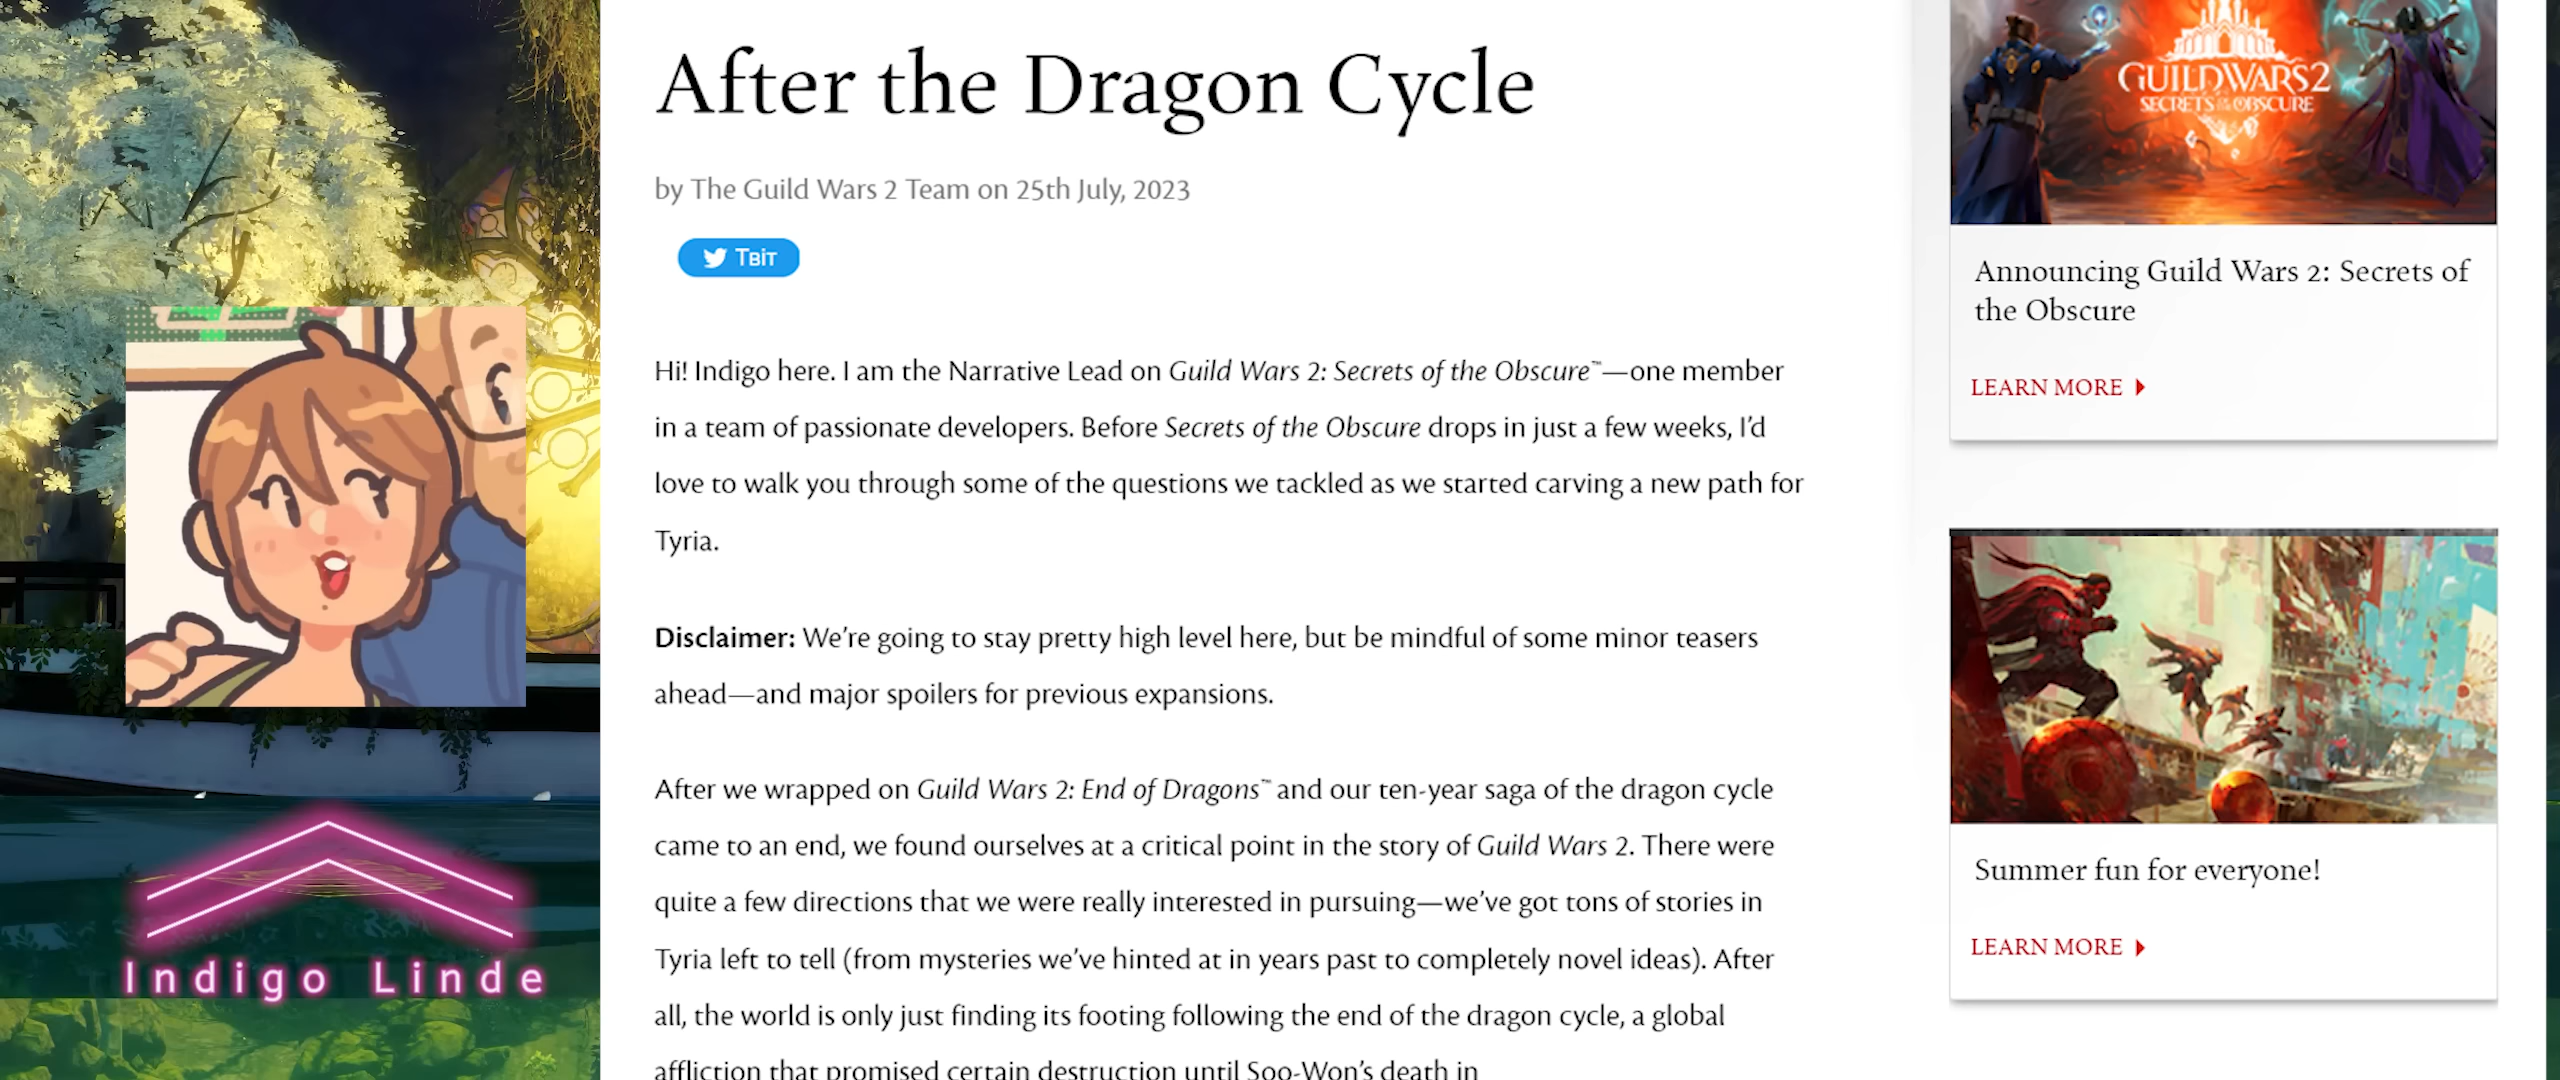 After the Dragon Cycle
by The Guild Wars 2 Team on 25th July, 2023
Твіт
Hi! Indigo here. I am the Narrative Lead on Guild Wars 2: Secrets of the Obscure™—one member
in a team of passionate developers. Before Secrets of the Obscure drops in just a few weeks, I’d
love to walk you through some of the questions we tackled as we started carving a new path for
Tyria.
Disclaimer: We’re going to stay pretty high level here, but be mindful of some minor teasers
ahead—and major spoilers for previous expansions.
After we wrapped on Guild Wars 2: End of Dragons™ and our ten-year saga of the dragon cycle
came to an end, we found ourselves at a critical point in the story of Guild Wars 2. There were
quite a few directions that we were really interested in pursuing—we’ve got tons of stories in
Tyria left to tell (from mysteries we’ve hinted at in years past to completely novel ideas). After
all, the world is only just finding its footing following the end of the dragon cycle, a global
affliction that promised certain destruction until Soo-Won’s death in
Indigo Linde
GUILD WARS 2
SECRETS OF THE OBSCURE
Announcing Guild Wars 2: Secrets of
the Obscure
LEARN MORE
Summer fun for everyone!
LEARN MORE